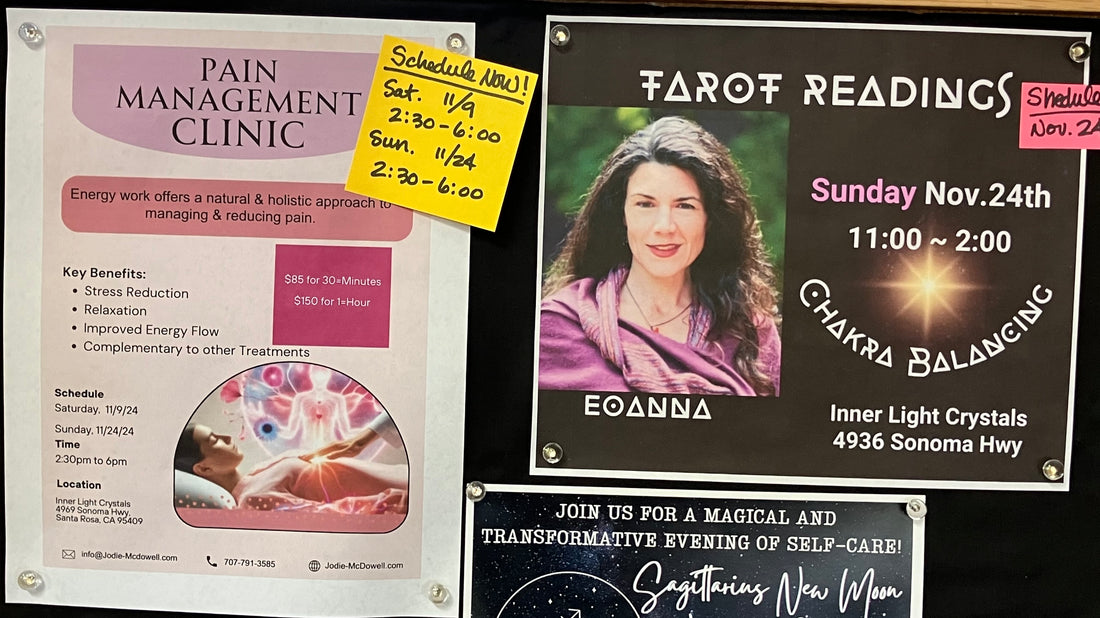 PAIN
MANAGEMENT
CLINIC
Schedule NOW!
Sat. 11/9
2:30-6:00
Sun. 11/24
2:30-6:00
Energy work offers a natural & holistic approach to
managing & reducing pain.
$85 for 30=Minutes
$150 for 1=Hour
Key Benefits:
• Stress Reduction
• Relaxation
• Improved Energy Flow
• Complementary to other Treatments
Schedule
Saturday, 11/9/24
Sunday, 11/24/24
Time
2:30pm to 6pm
Location
Inner Light Crystals
4969 Sonoma Hwy,
Santa Rosa, CA 95409
info@Jodie-Mcdowell.com
707-791-3585
Jodie-McDowell.com
TAROT READINGS
Shedule
Nov. 24
Sunday Nov.24th
11:00 ~ 2:00
CHAKRA BALANCING
EOANNA
Inner Light Crystals
4936 Sonoma Hwy
JOIN US FOR A MAGICAL AND
TRANSFORMATIVE EVENING OF SELF-CARE!
Sagittarius New Moon